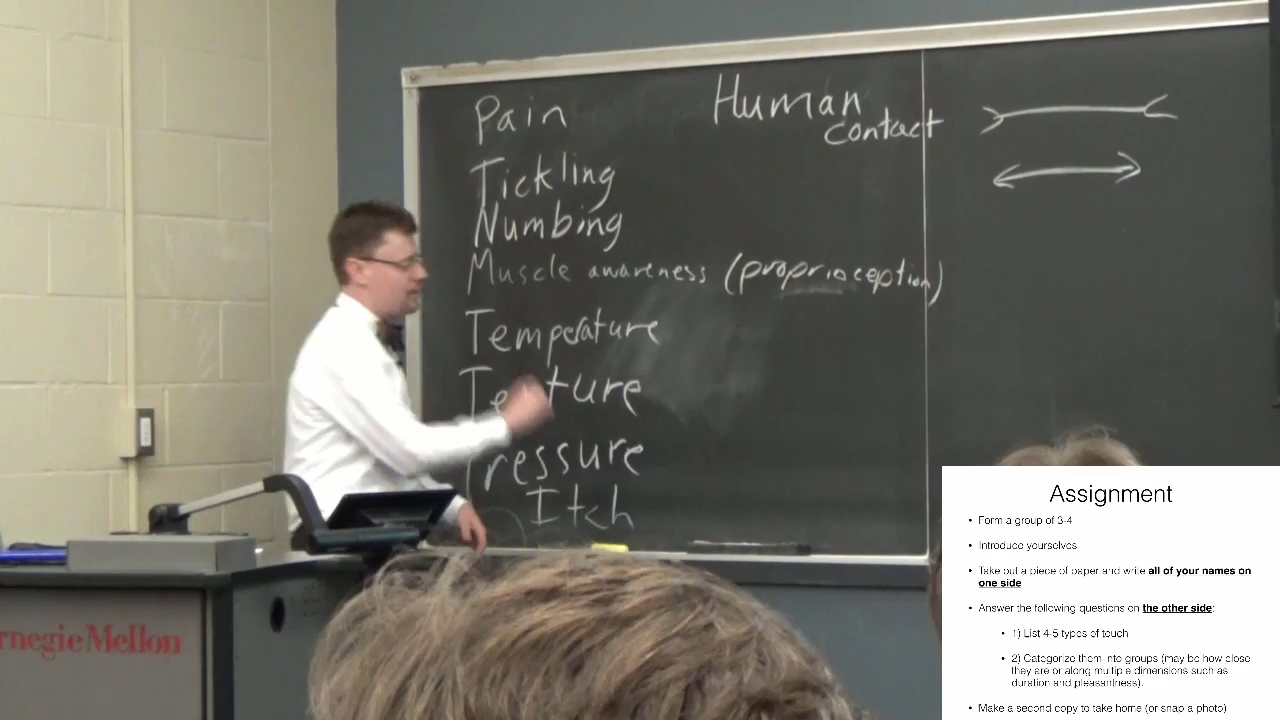 Pain
Human
contact
Tickling
Numbing
Muscle awareness (proprioception)
Temperature
Pressure
Itch
rnegie Mellon
Assignment
• Form a group of 3-4
• Introduce yourselves
• Take out a piece of paper and write all of your names on
one side
• Answer the following questions on the other side:
• 1) List 4-5 types of touch
• 2) Categorize them into groups (may be how close
they are or along multiple dimensions such as
duration and pleasantness).
• Make a second copy to take home (or snap a photo)